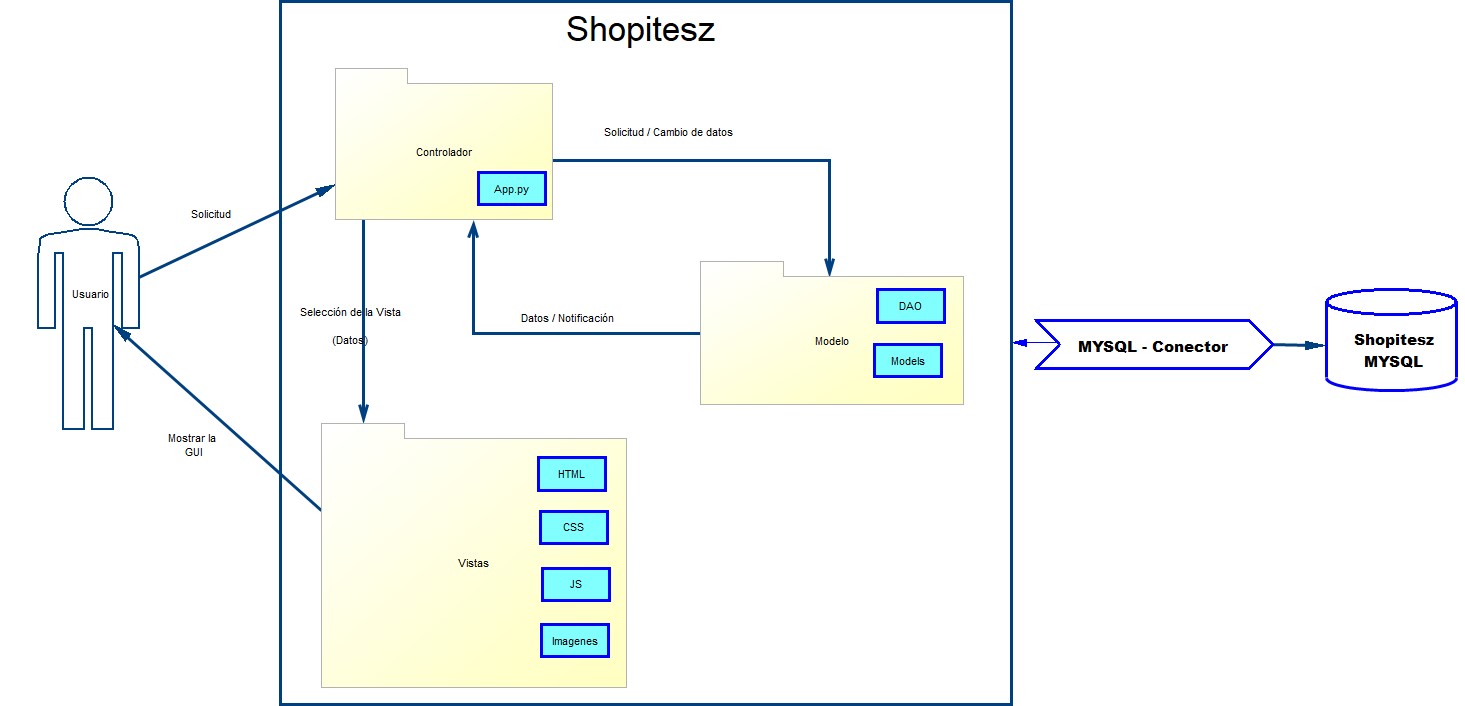 Shopitesz
Solicitud / Cambio de datos
Controlador
App.py
Solicitud
Usuario
Selección de la Vista
(Datos)
Datos / Notificación
DAO
Modelo
Models
MYSQL - Conector
Shopitesz
MYSQL
Mostrar la
GUI
HTML
CSS
Vistas
JS
Imagenes